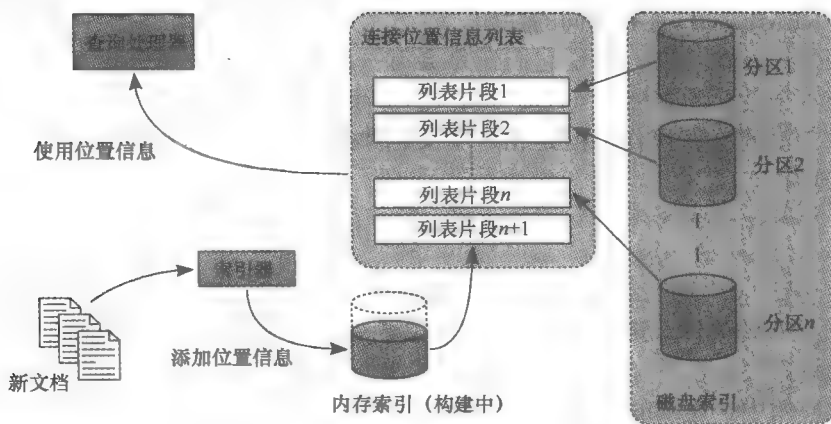 查询处理器
连接位置信息列表
列表片段1
列表片段2
列表片段n
列表片段n+1
分区1
分区2
分区n
磁盘索引
使用位置信息
索引器
新文档
添加位置信息
内存索引（构建中）